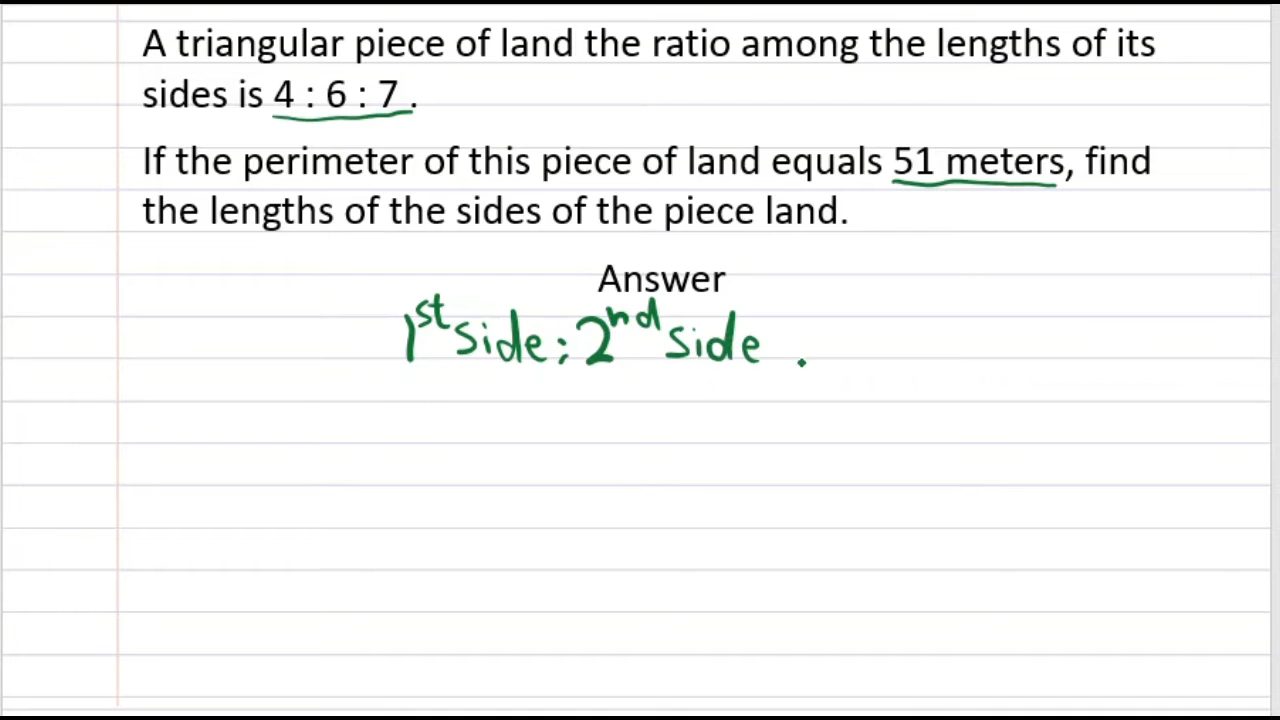 A triangular piece of land the ratio among the lengths of its
sides is 4 : 6 : 7 .
If the perimeter of this piece of land equals 51 meters, find
the lengths of the sides of the piece land.
Answer
1st side : 2nd side .